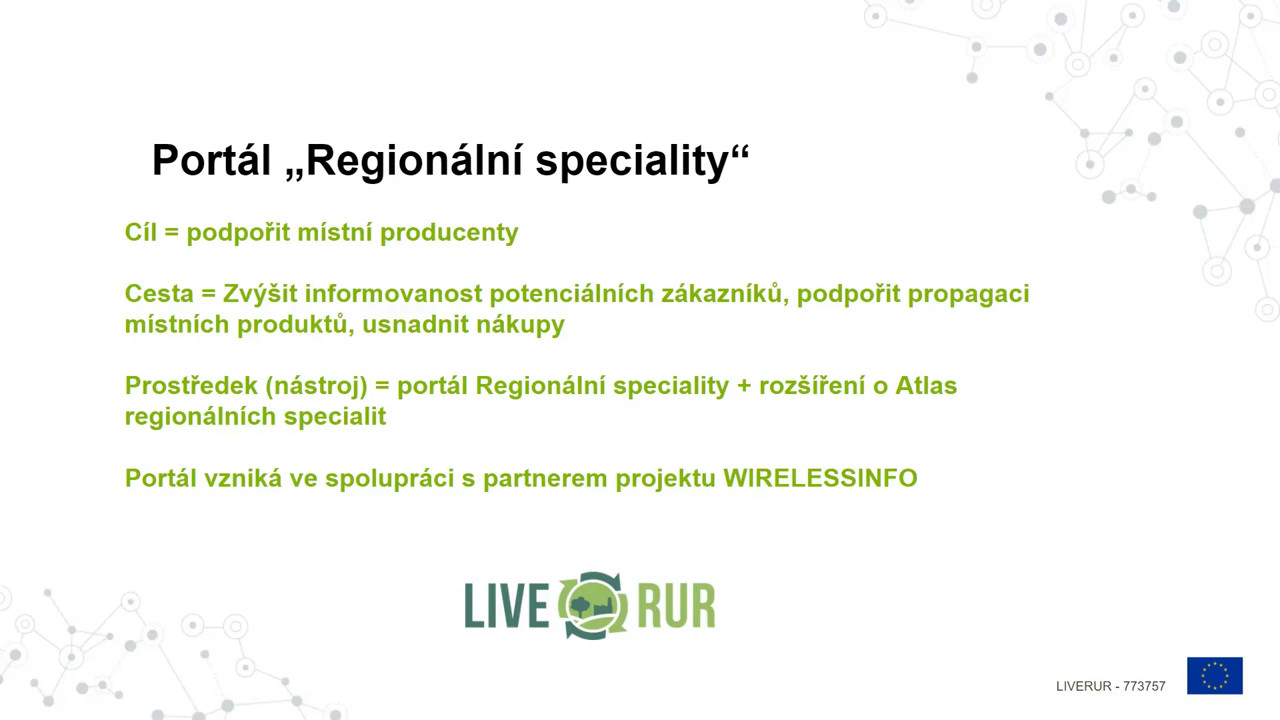 Portál „Regionální speciality“
Cíl = podpořit místní producenty
Cesta = Zvýšit informovanost potenciálních zákazníků, podpořit propagaci
místních produktů, usnadnit nákupy
Prostředek (nástroj) = portál Regionální speciality + rozšíření o Atlas
regionálních specialit
Portál vzniká ve spolupráci s partnerem projektu WIRELESSINFO
LIVE RUR
LIVERUR - 773757